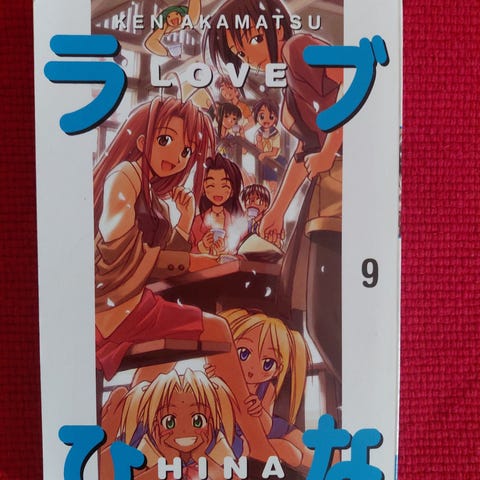 KEN AKAMATSU
ラブ
LOVE
9
ひな
HINA